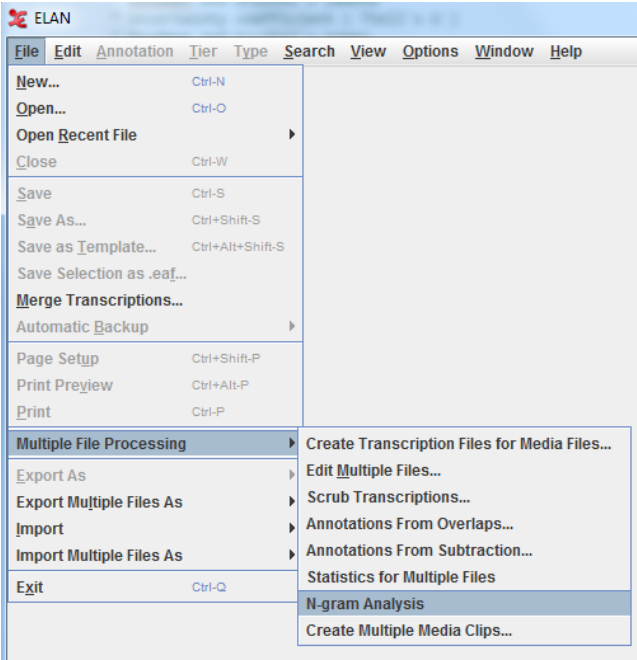 ELAN
File Edit Annotation Tier Type Search View Options Window Help
New... Ctrl-N
Open... Ctrl-O
Open Recent File
Close Ctrl-W
Save Ctrl-S
Save As... Ctrl+Shift-S
Save as Template... Ctrl+Alt+Shift-S
Save Selection as .eaf...
Merge Transcriptions...
Automatic Backup
Page Setup Ctrl+Shift-P
Print Preview Ctrl+Alt-P
Print Ctrl-P
Multiple File Processing
Export As
Export Multiple Files As
Import
Import Multiple Files As
Exit Ctrl-Q
Create Transcription Files for Media Files...
Edit Multiple Files...
Scrub Transcriptions...
Annotations From Overlaps...
Annotations From Subtraction...
Statistics for Multiple Files
N-gram Analysis
Create Multiple Media Clips...